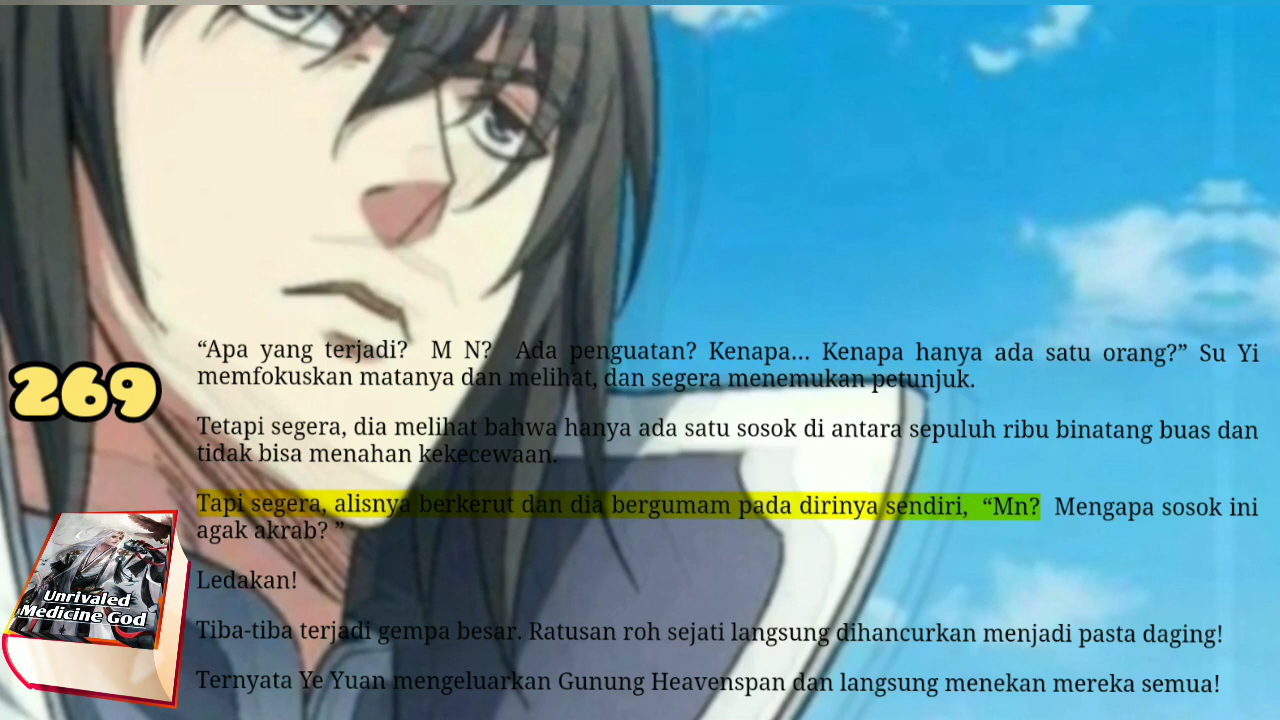 “Apa yang terjadi?  M N?  Ada penguatan? Kenapa... Kenapa hanya ada satu orang?” Su Yi
memfokuskan matanya dan melihat, dan segera menemukan petunjuk.
Tetapi segera, dia melihat bahwa hanya ada satu sosok di antara sepuluh ribu binatang buas dan
tidak bisa menahan kekecewaan.
Tapi segera, alisnya berkerut dan dia bergumam pada dirinya sendiri,  “Mn?  Mengapa sosok ini
agak akrab? ”
Ledakan!
Tiba-tiba terjadi gempa besar. Ratusan roh sejati langsung dihancurkan menjadi pasta daging!
Ternyata Ye Yuan mengeluarkan Gunung Heavenspan dan langsung menekan mereka semua!
269
Unrivaled
Medicine God